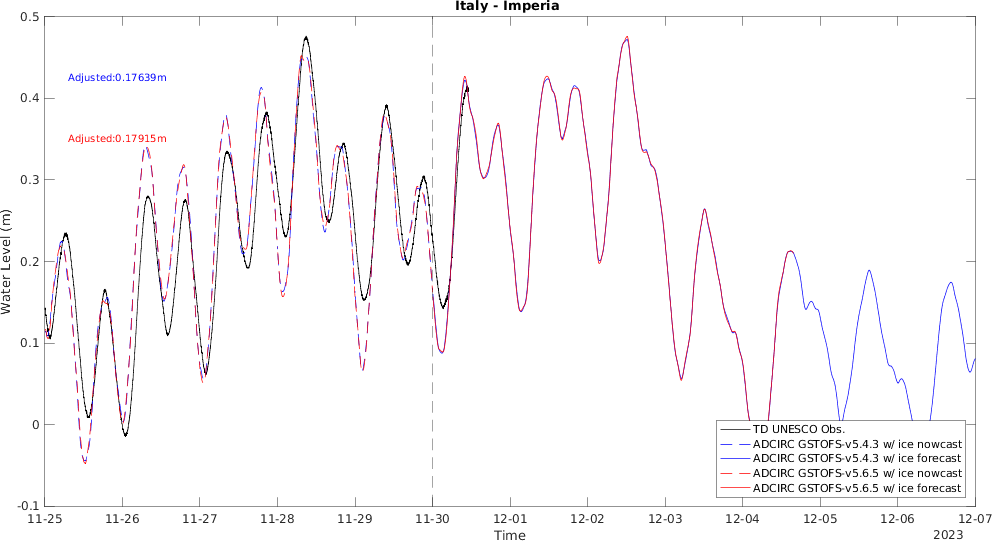 Italy - Imperia
0.5
0.4
0.3
0.2
0.1
0
-0.1
Water Level (m)
Adjusted:0.17639m
Adjusted:0.17915m
TD UNESCO Obs.
ADCIRC GSTOFS-v5.4.3 w/ ice nowcast
ADCIRC GSTOFS-v5.4.3 w/ ice forecast
ADCIRC GSTOFS-v5.6.5 w/ ice nowcast
ADCIRC GSTOFS-v5.6.5 w/ ice forecast
11-25 11-26 11-27 11-28 11-29 11-30 12-01 12-02 12-03 12-04 12-05 12-06 12-07
Time
2023